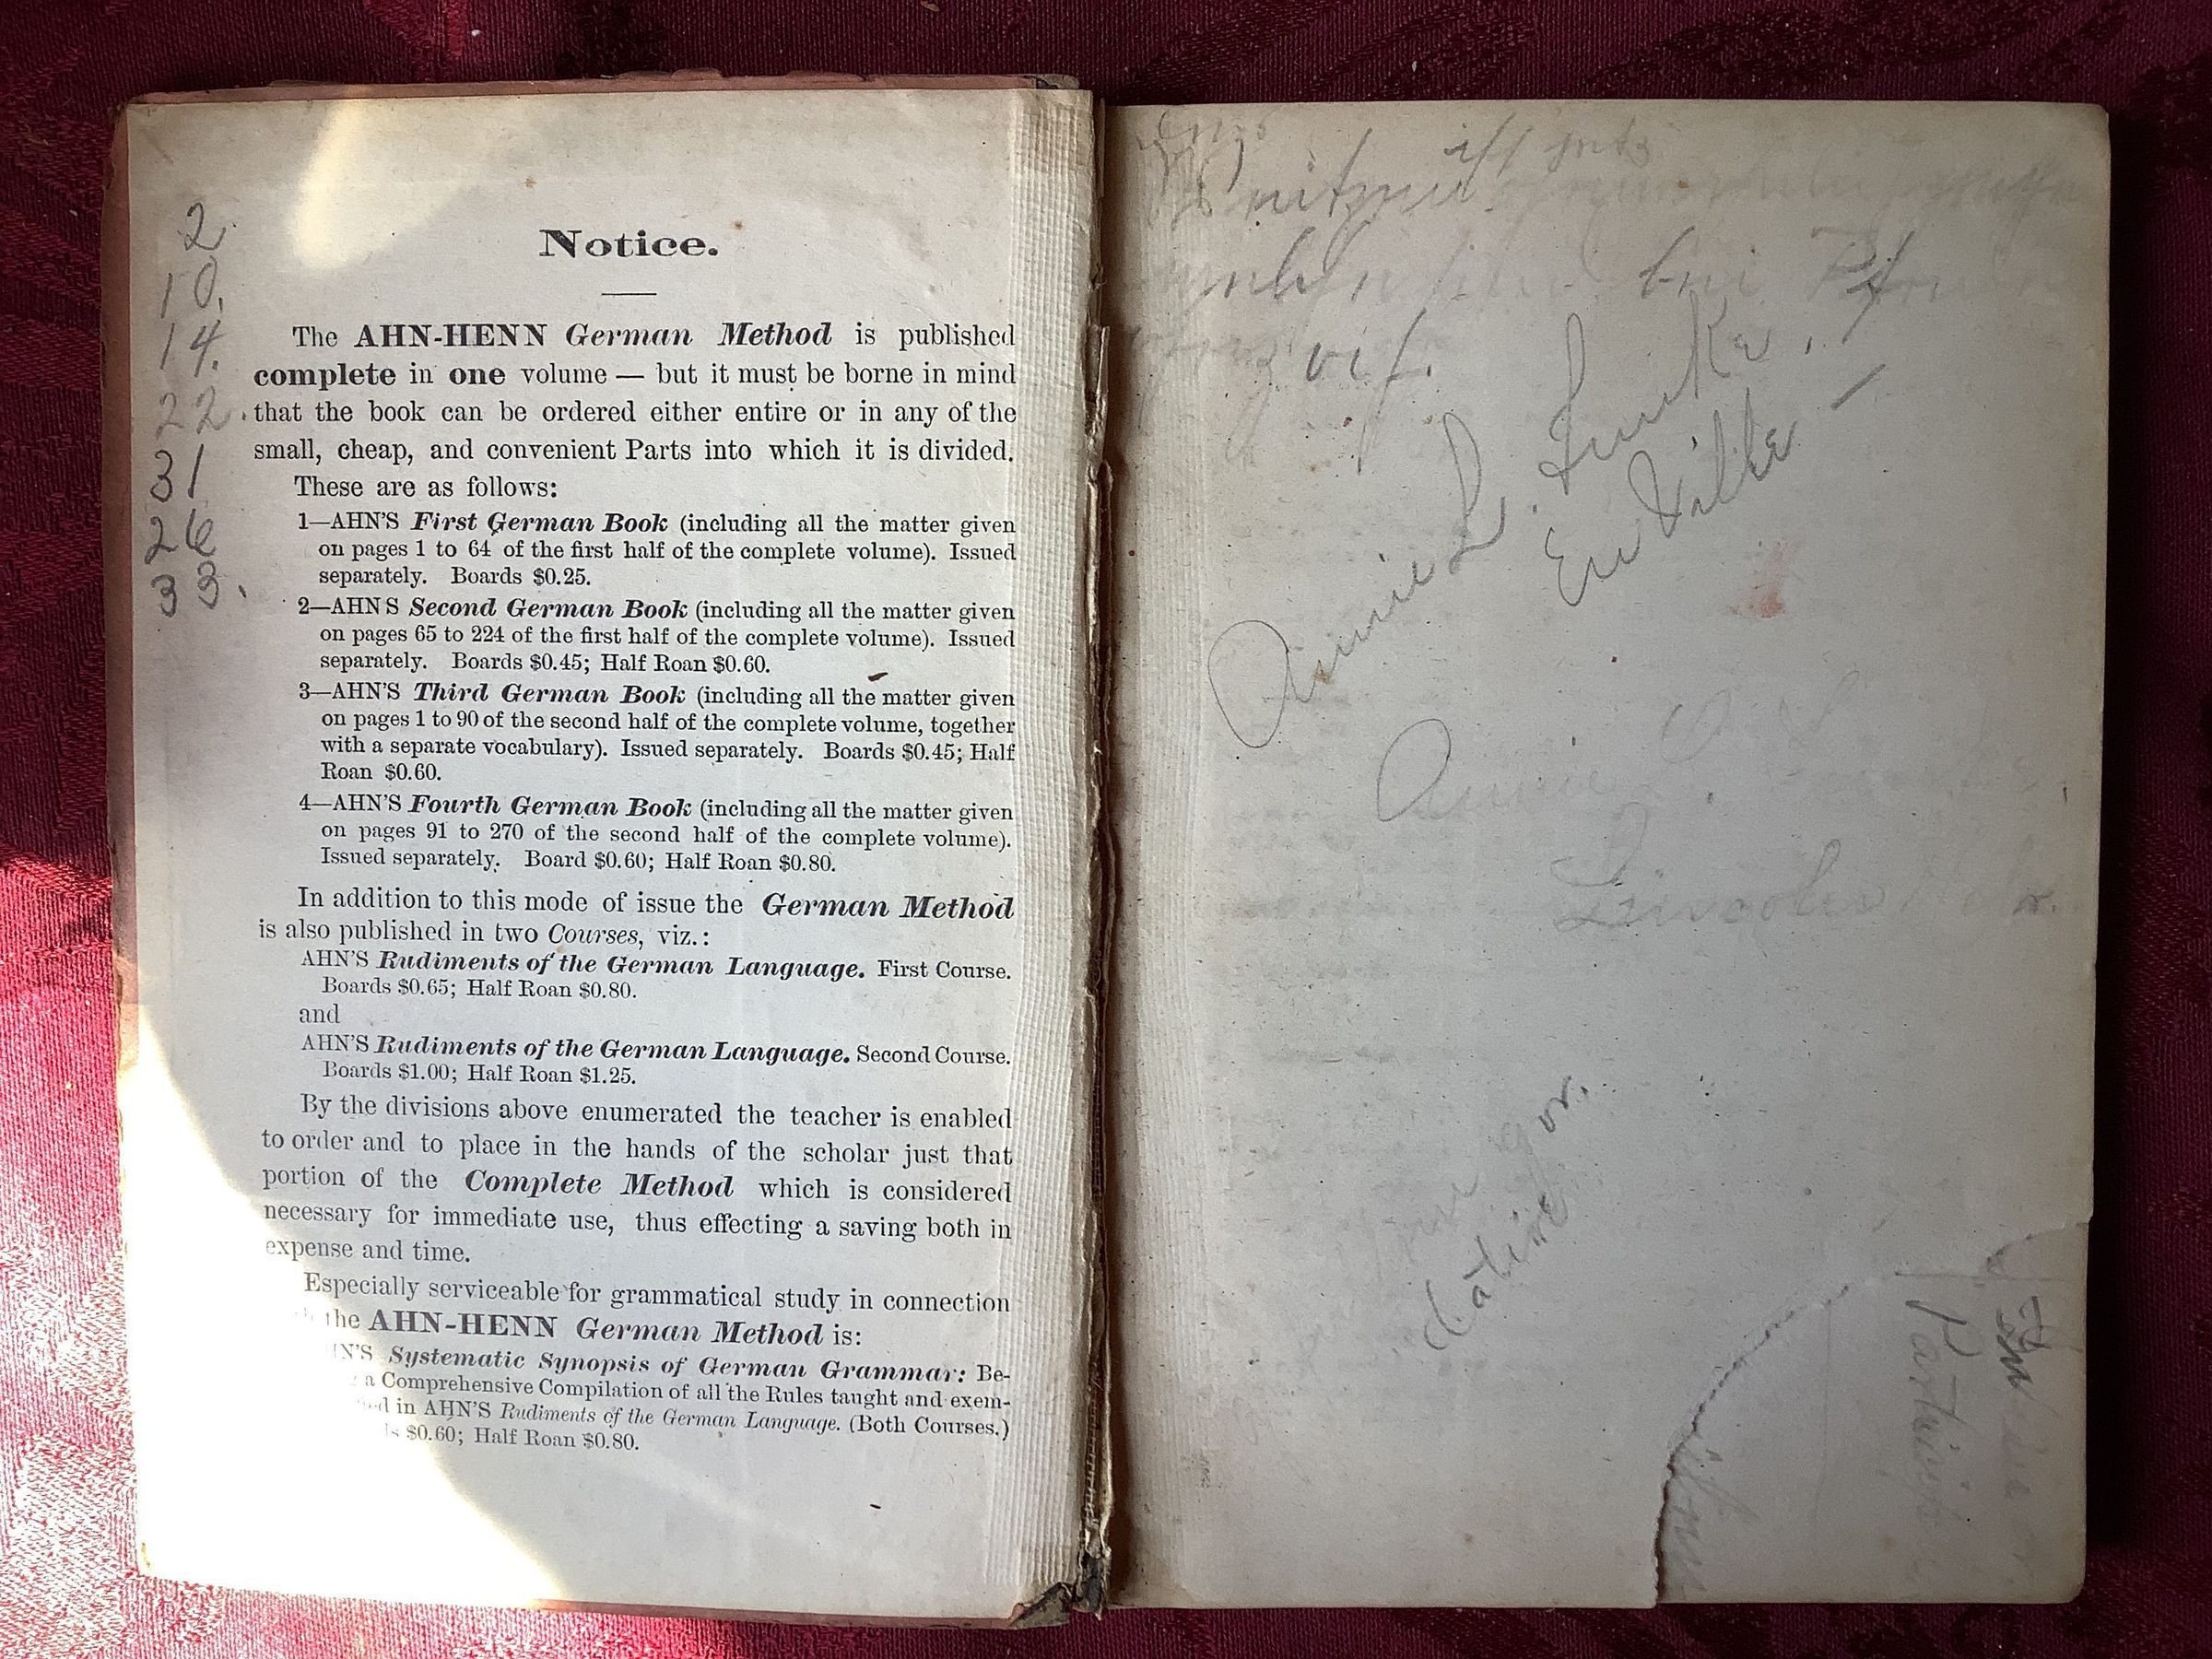 2.
10.
14.
22.
31
26
33.
Notice.
The AHN-HENN German Method is published
complete in one volume — but it must be borne in mind
that the book can be ordered either entire or in any of the
small, cheap, and convenient Parts into which it is divided.
These are as follows:
1—AHN'S First German Book (including all the matter given
on pages 1 to 64 of the first half of the complete volume). Issued
separately. Boards $0.25.
2—AHN S Second German Book (including all the matter given
on pages 65 to 224 of the first half of the complete volume). Issued
separately. Boards $0.45; Half Roan $0.60.
3—AHN'S Third German Book (including all the matter given
on pages 1 to 90 of the second half of the complete volume, together
with a separate vocabulary). Issued separately. Boards $0.45; Half
Roan $0.60.
4—AHN'S Fourth German Book (including all the matter given
on pages 91 to 270 of the second half of the complete volume).
Issued separately. Board $0.60; Half Roan $0.80.
In addition to this mode of issue the German Method
is also published in two Courses, viz.:
AHN'S Rudiments of the German Language. First Course.
Boards $0.65; Half Roan $0.80.
and
AHN'S Rudiments of the German Language. Second Course.
Boards $1.00; Half Roan $1.25.
By the divisions above enumerated the teacher is enabled
to order and to place in the hands of the scholar just that
portion of the Complete Method which is considered
necessary for immediate use, thus effecting a saving both in
expense and time.
Especially serviceable for grammatical study in connection
the AHN-HENN German Method is:
N'S Systematic Synopsis of German Grammar: Be-
a Comprehensive Compilation of all the Rules taught and exem-
ed in AHN'S Rudiments of the German Language. (Both Courses.)
$0.60; Half Roan $0.80.
Annie L.
Annie
Lincoln
dative